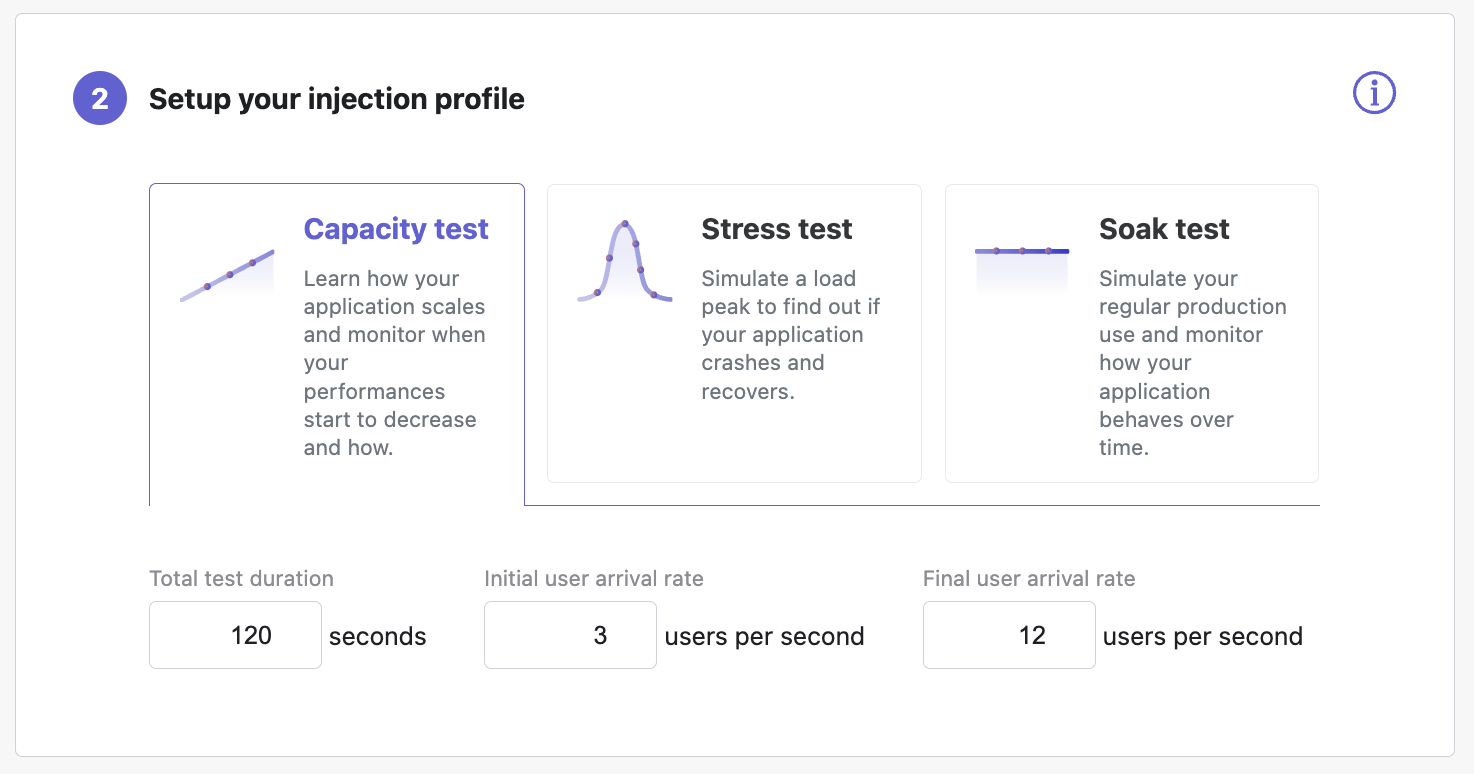 2
Setup your injection profile
i
Capacity test
Learn how your
application scales
and monitor when
your
performances
start to decrease
and how.
Stress test
Simulate a load
peak to find out if
your application
crashes and
recovers.
Soak test
Simulate your
regular production
use and monitor
how your
application
behaves over
time.
Total test duration
120 seconds
Initial user arrival rate
3 users per second
Final user arrival rate
12 users per second